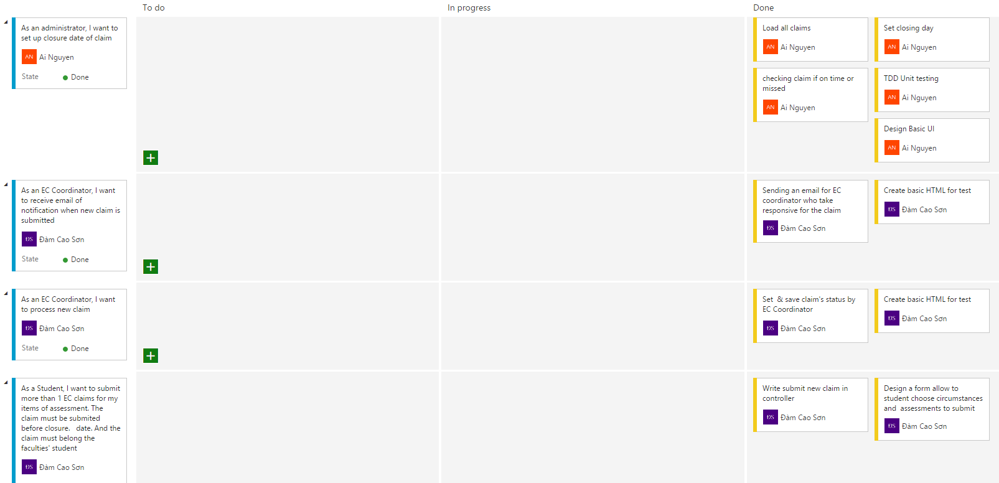 To do
In progress
Done
As an administrator, I want to
set up closure date of claim
AN Ai Nguyen
State Done
Load all claims
AN Ai Nguyen
Set closing day
AN Ai Nguyen
checking claim if on time or
missed
AN Ai Nguyen
TDD Unit testing
AN Ai Nguyen
Design Basic UI
AN Ai Nguyen
As an EC Coordinator, I want
to receive email of
notification when new claim is
submitted
ĐS Đàm Cao Sơn
State Done
Sending an email for EC
coordinator who take
responsive for the claim
ĐS Đàm Cao Sơn
Create basic HTML for test
ĐS Đàm Cao Sơn
As an EC Coordinator, I want
to process new claim
ĐS Đàm Cao Sơn
State Done
Set & save claim's status by
EC Coordinator
ĐS Đàm Cao Sơn
Create basic HTML for test
ĐS Đàm Cao Sơn
As a Student, I want to submit
more than 1 EC claims for my
items of assessment. The
claim must be submited
before closure. date. And the
claim must belong the
faculties' student
ĐS Đàm Cao Sơn
Write submit new claim in
controller
ĐS Đàm Cao Sơn
Design a form allow to
student choose circumstances
and assessments to submit
ĐS Đàm Cao Sơn